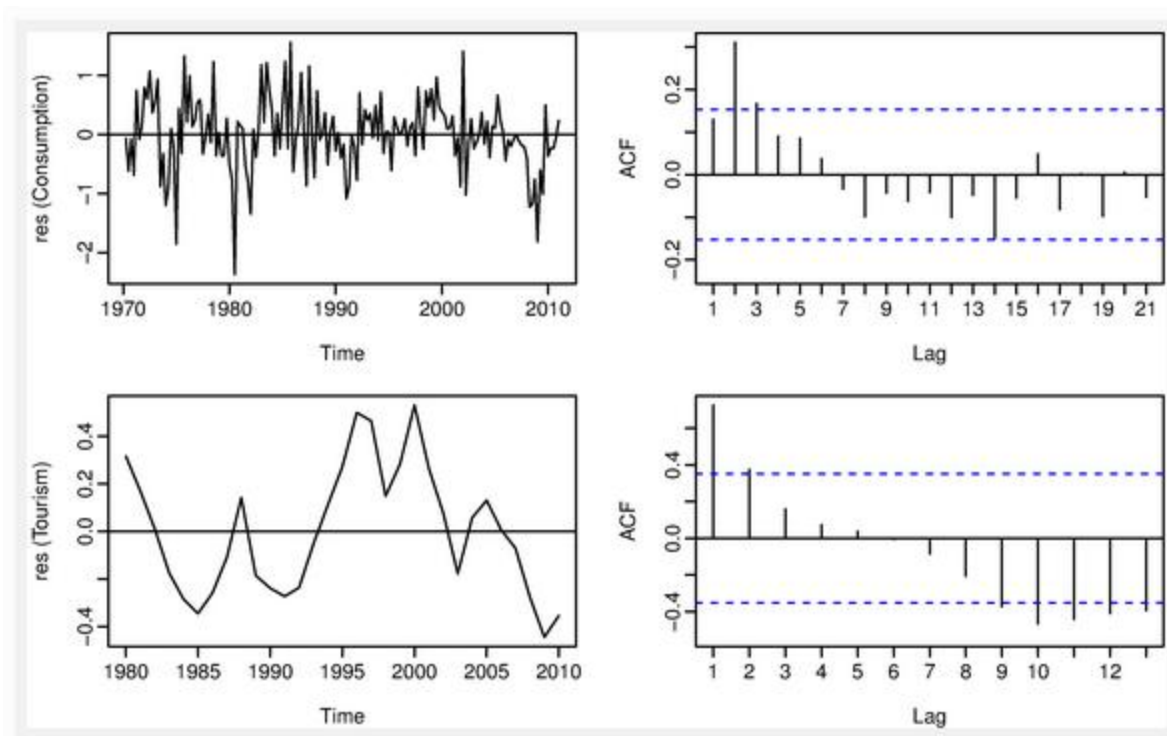 res (Consumption)
1
0
−1
−2
1970 1980 1990 2000 2010
Time
ACF
0.2
0.0
−0.2
1 3 5 7 9 11 13 15 17 19 21
Lag
res (Tourism)
0.4
0.2
0.0
−0.4
1980 1985 1990 1995 2000 2005 2010
Time
ACF
0.4
0.0
−0.4
1 2 3 4 5 6 7 8 9 10 12
Lag